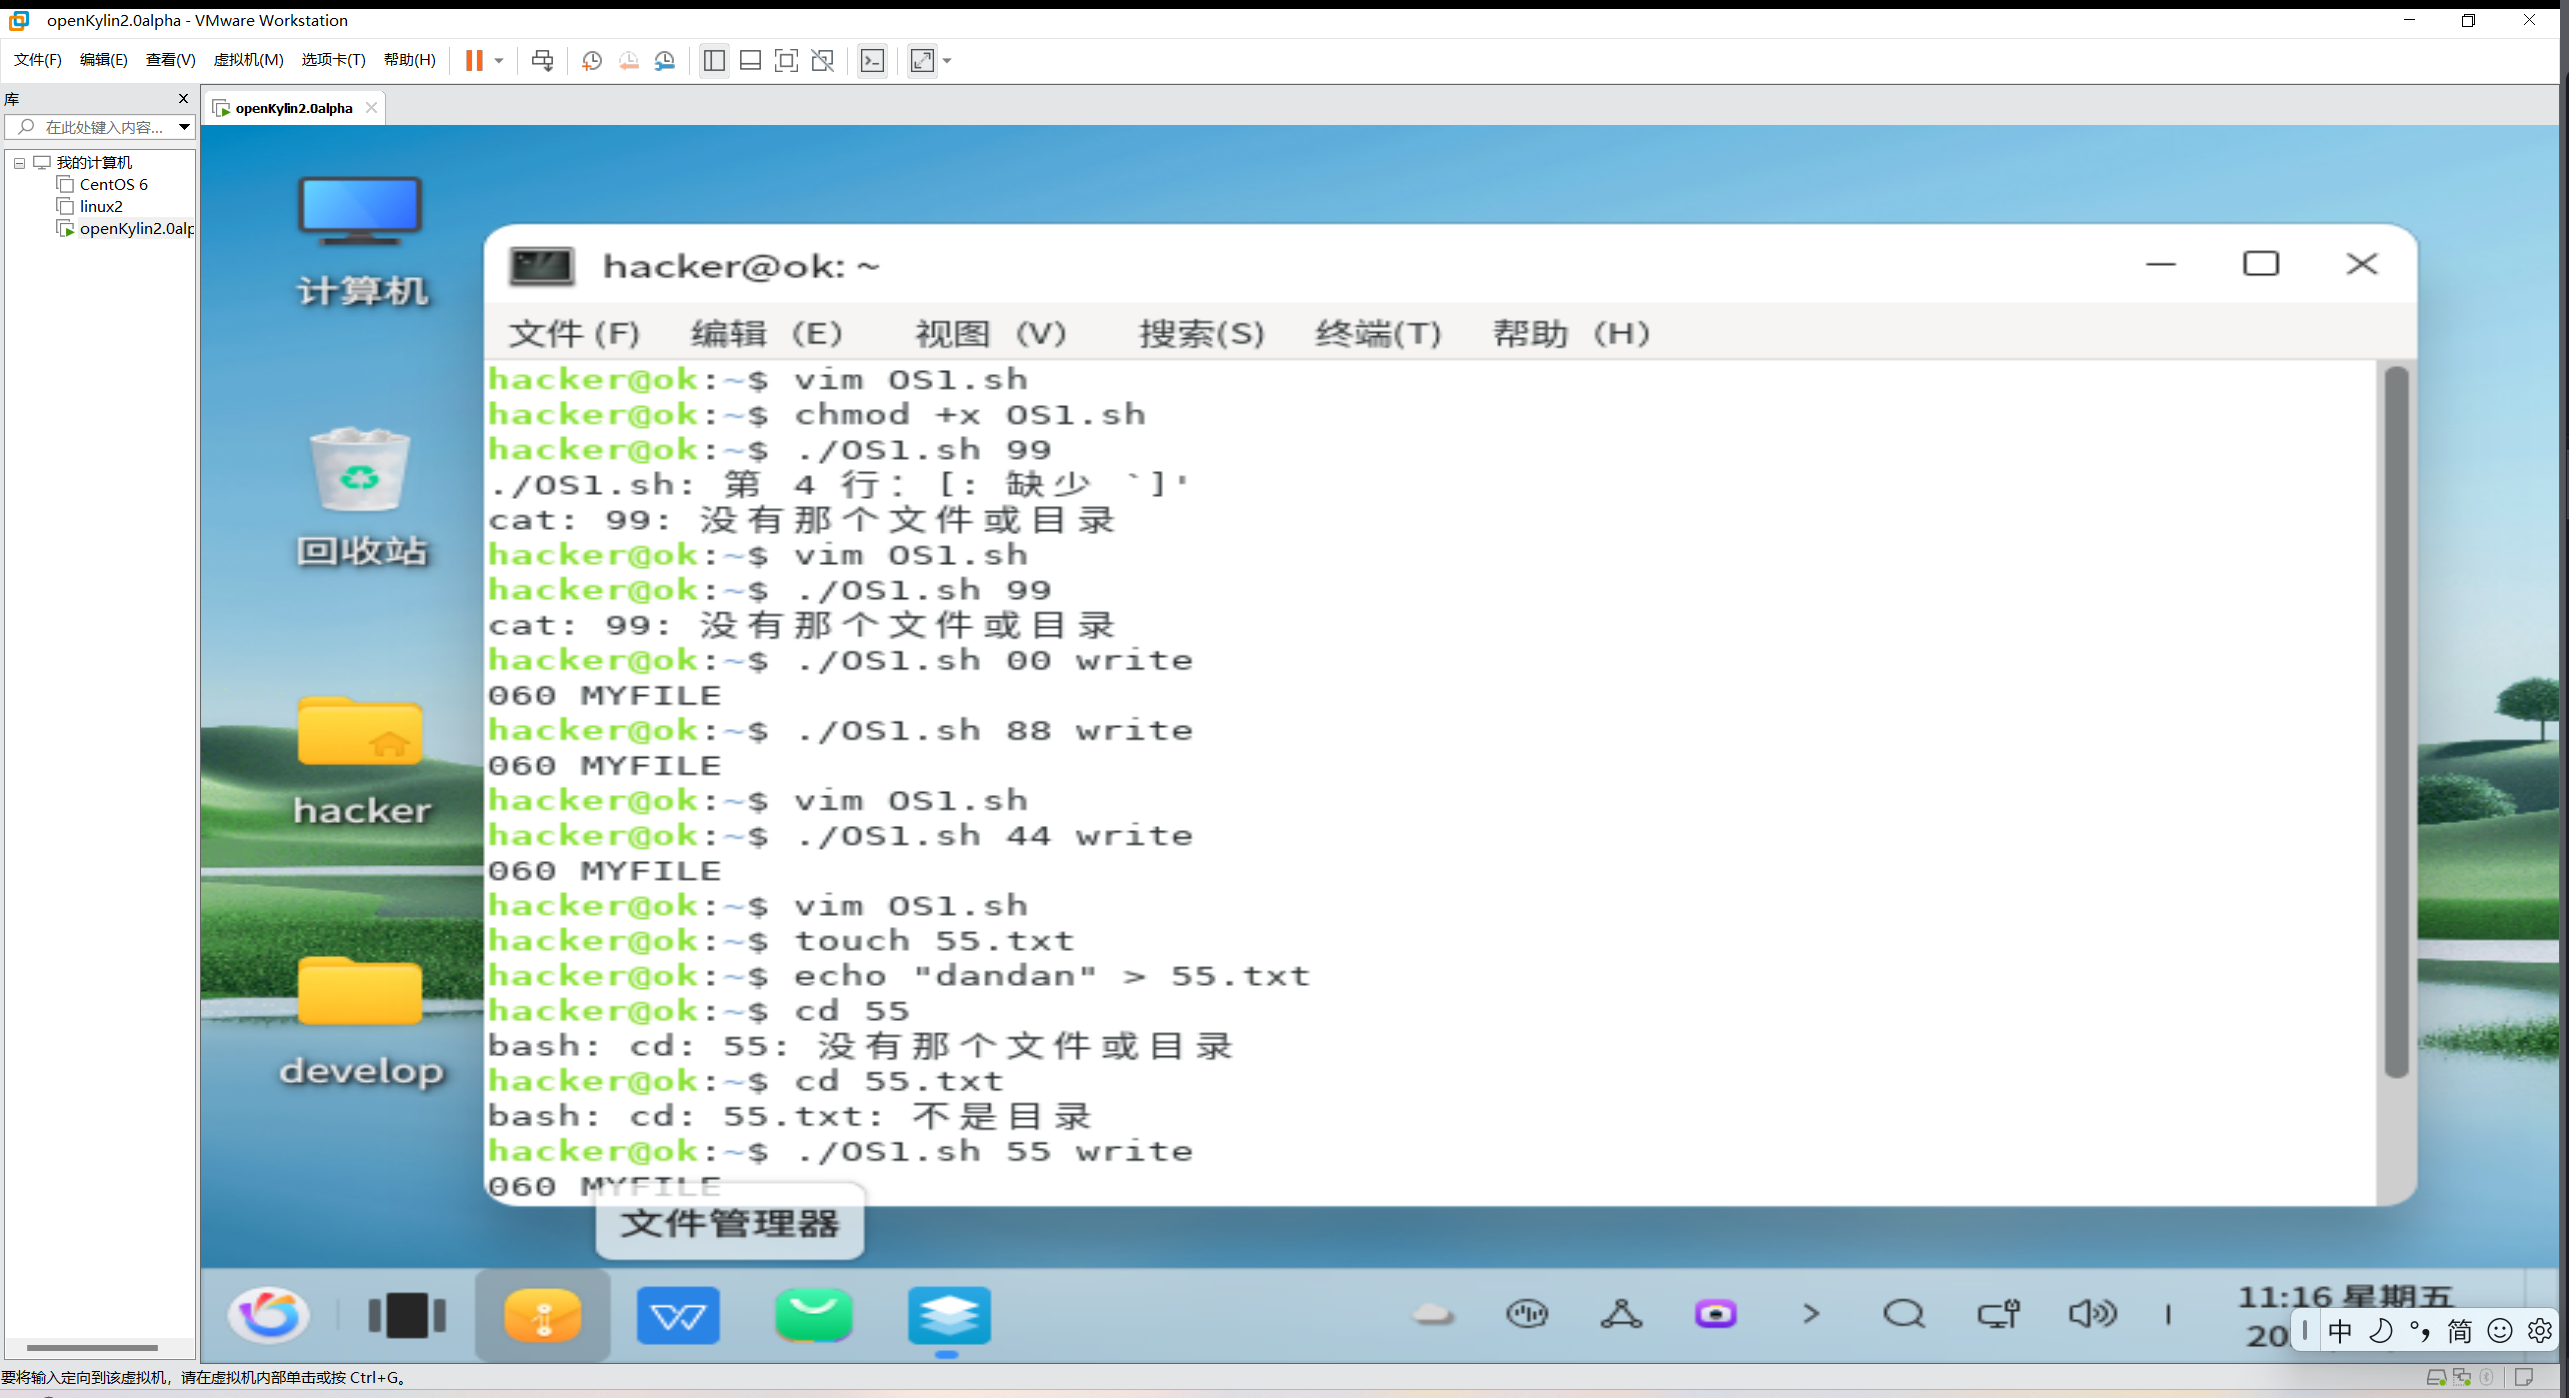 openKylin2.0alpha - VMware Workstation
文件(F) 编辑(E) 查看(V) 虚拟机(M) 选项卡(T) 帮助(H)
库
在此处键入内容...
我的计算机
CentOS 6
linux2
openKylin2.0alp
openKylin2.0alpha
计算机
回收站
hacker
develop
hacker@ok: ~
文件 (F) 编辑 (E) 视图 (V) 搜索(S) 终端(T) 帮助 (H)
hacker@ok:~$ vim OS1.sh
hacker@ok:~$ chmod +x OS1.sh
hacker@ok:~$ ./OS1.sh 99
./OS1.sh: 第 4 行: [: 缺少 `]'
cat: 99: 没有那个文件或目录
hacker@ok:~$ vim OS1.sh
hacker@ok:~$ ./OS1.sh 99
cat: 99: 没有那个文件或目录
hacker@ok:~$ ./OS1.sh 00 write
060 MYFILE
hacker@ok:~$ ./OS1.sh 88 write
060 MYFILE
hacker@ok:~$ vim OS1.sh
hacker@ok:~$ ./OS1.sh 44 write
060 MYFILE
hacker@ok:~$ vim OS1.sh
hacker@ok:~$ touch 55.txt
hacker@ok:~$ echo "dandan" > 55.txt
hacker@ok:~$ cd 55
bash: cd: 55: 没有那个文件或目录
hacker@ok:~$ cd 55.txt
bash: cd: 55.txt: 不是目录
hacker@ok:~$ ./OS1.sh 55 write
060 MYFILE
文件管理器
11:16 星期五
20
中 简
要将输入定向到该虚拟机，请在虚拟机内部单击或按 Ctrl+G。